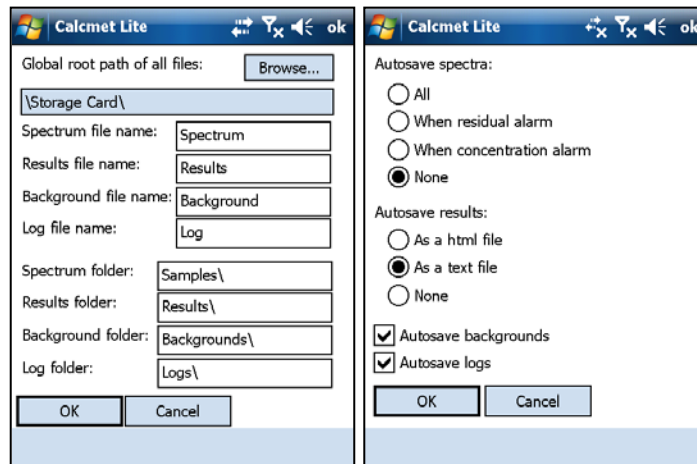 Calcmet Lite ok
Global root path of all files: Browse...
\Storage Card\
Spectrum file name: Spectrum
Results file name: Results
Background file name: Background
Log file name: Log
Spectrum folder: Samples\
Results folder: Results\
Background folder: Backgrounds\
Log folder: Logs\
OK Cancel
Calcmet Lite ok
Autosave spectra:
All
When residual alarm
When concentration alarm
None
Autosave results:
As a html file
As a text file
None
Autosave backgrounds
Autosave logs
OK Cancel